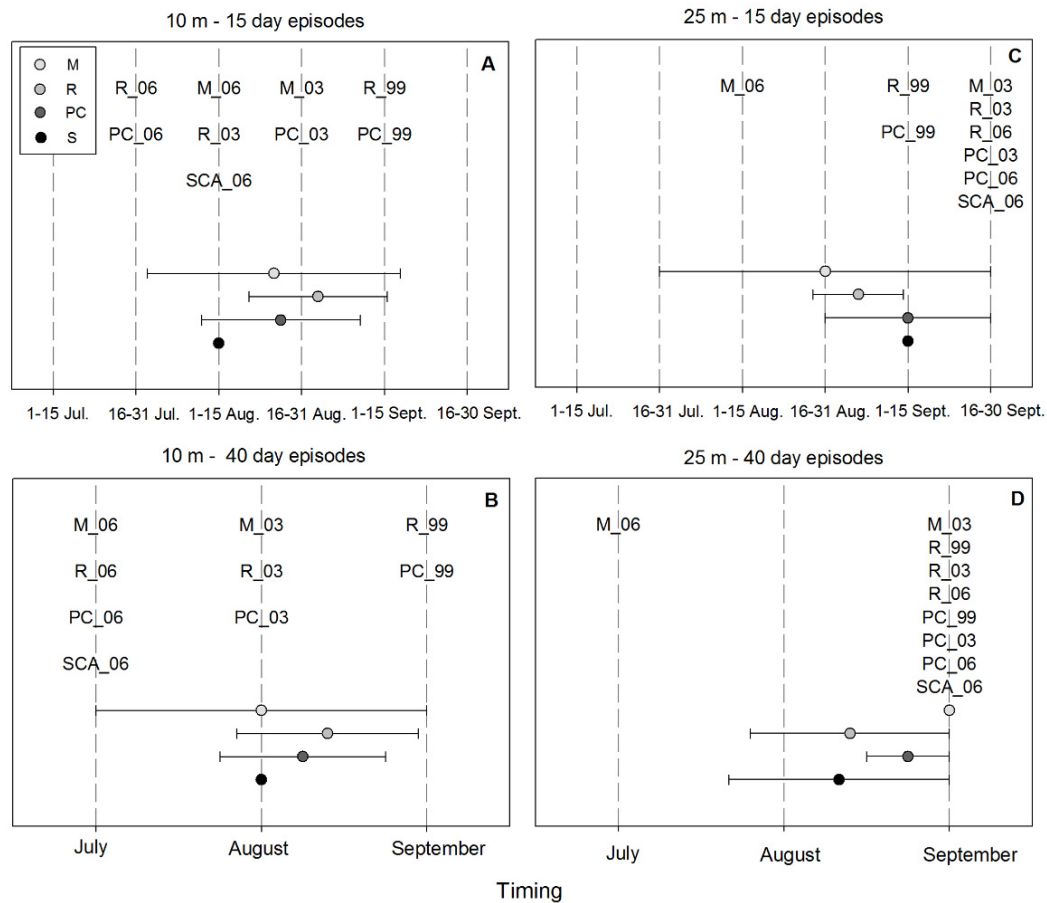 10 m - 15 day episodes
A
M
R
PC
S
R_06 M_06 M_03 R_99
PC_06 R_03 PC_03 PC_99
SCA_06
1-15 Jul. 16-31 Jul. 1-15 Aug. 16-31 Aug. 1-15 Sept. 16-30 Sept.
25 m - 15 day episodes
C
M_06 R_99 M_03
R_03
PC_99 R_06
PC_03
PC_06
SCA_06
1-15 Jul. 16-31 Jul. 1-15 Aug. 16-31 Aug. 1-15 Sept. 16-30 Sept.
10 m - 40 day episodes
B
M_06 M_03 R_99
R_06 R_03 PC_99
PC_06 PC_03
SCA_06
July August September
25 m - 40 day episodes
D
M_06 M_03
R_99
R_03
R_06
PC_99
PC_03
PC_06
SCA_06
July August September
Timing